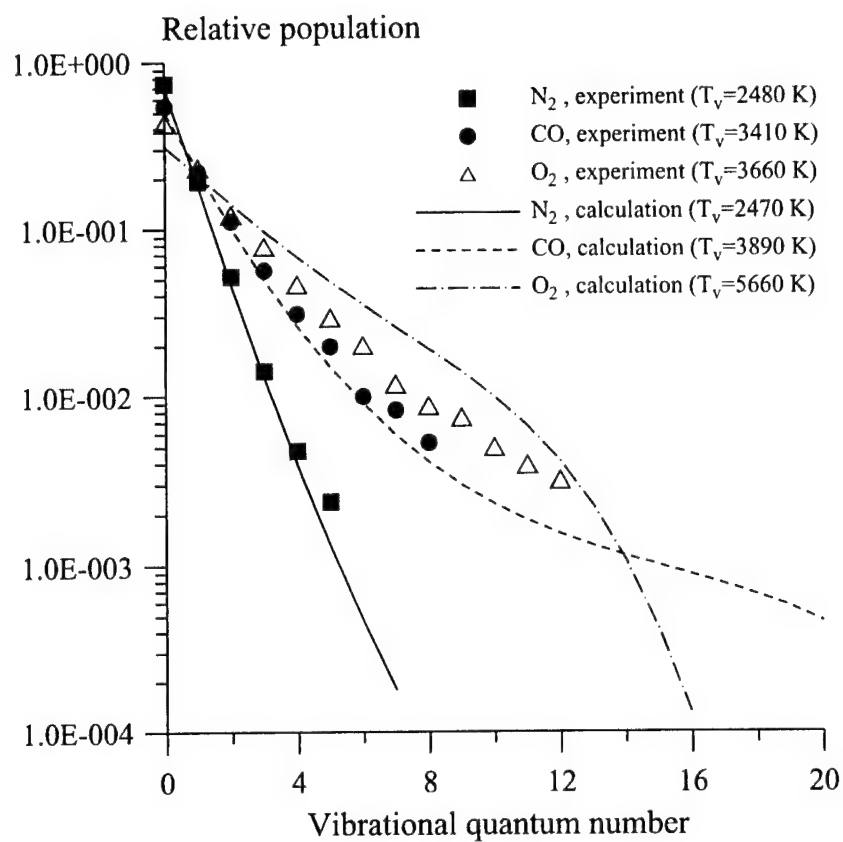 Relative population
1.0E+000
1.0E-001
1.0E-002
1.0E-003
1.0E-004
N₂ , experiment (Tᵥ=2480 K)
CO, experiment (Tᵥ=3410 K)
O₂ , experiment (Tᵥ=3660 K)
N₂ , calculation (Tᵥ=2470 K)
CO, calculation (Tᵥ=3890 K)
O₂ , calculation (Tᵥ=5660 K)
0 4 8 12 16 20
Vibrational quantum number